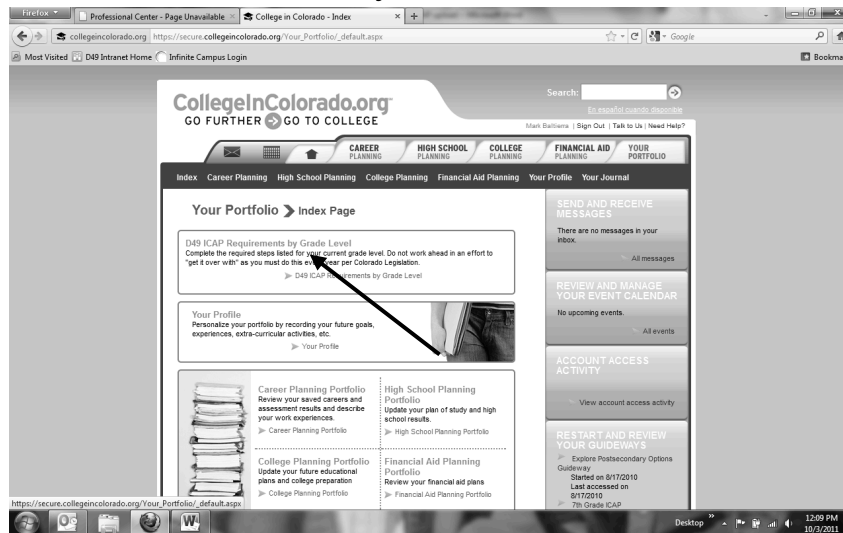 Firefox
Professional Center - Page Unavailable
College in Colorado - Index
collegeincolorado.org
https://secure.collegeincolorado.org/Your_Portfolio/_default.aspx
Google
Most Visited
D49 Intranet Home
Infinite Campus Login
Bookma
CollegeInColorado.org
GO FURTHER GO TO COLLEGE
Search:
En español cuando disponible
Sign Out | Talk to Us | Need Help?
CAREER PLANNING
HIGH SCHOOL PLANNING
COLLEGE PLANNING
FINANCIAL AID PLANNING
YOUR PORTFOLIO
Index Career Planning High School Planning College Planning Financial Aid Planning Your Profile Your Journal
Your Portfolio Index Page
D49 ICAP Requirements by Grade Level
Complete the required steps listed for your current grade level. Do not work ahead in an effort to
"get it over with" as you must do this every year per Colorado Legislation.
D49 ICAP Requirements by Grade Level
Your Profile
Personalize your portfolio by recording your future goals,
experiences, extra-curricular activities, etc.
Your Profile
Career Planning Portfolio
Review your saved careers and
assessment results and describe
your work experiences.
Career Planning Portfolio
High School Planning
Portfolio
Update your plan of study and high
school results.
High School Planning Portfolio
College Planning Portfolio
Update your future educational
plans and college preparation
College Planning Portfolio
Financial Aid Planning
Portfolio
Review your financial aid plans
Financial Aid Planning Portfolio
SEND AND RECEIVE
MESSAGES
There are no messages in your
inbox.
All messages
REVIEW AND MANAGE
YOUR EVENT CALENDAR
No upcoming events.
All events
ACCOUNT ACCESS
ACTIVITY
View account access activity
RESTART AND REVIEW
YOUR GUIDEWAYS
Explore Postsecondary Options
Guideway
Started on 8/17/2010
Last accessed on
8/17/2010
7th Grade ICAP
https://secure.collegeincolorado.org/Your_Portfolio/_default.aspx
Desktop
12:09 PM
10/3/2011